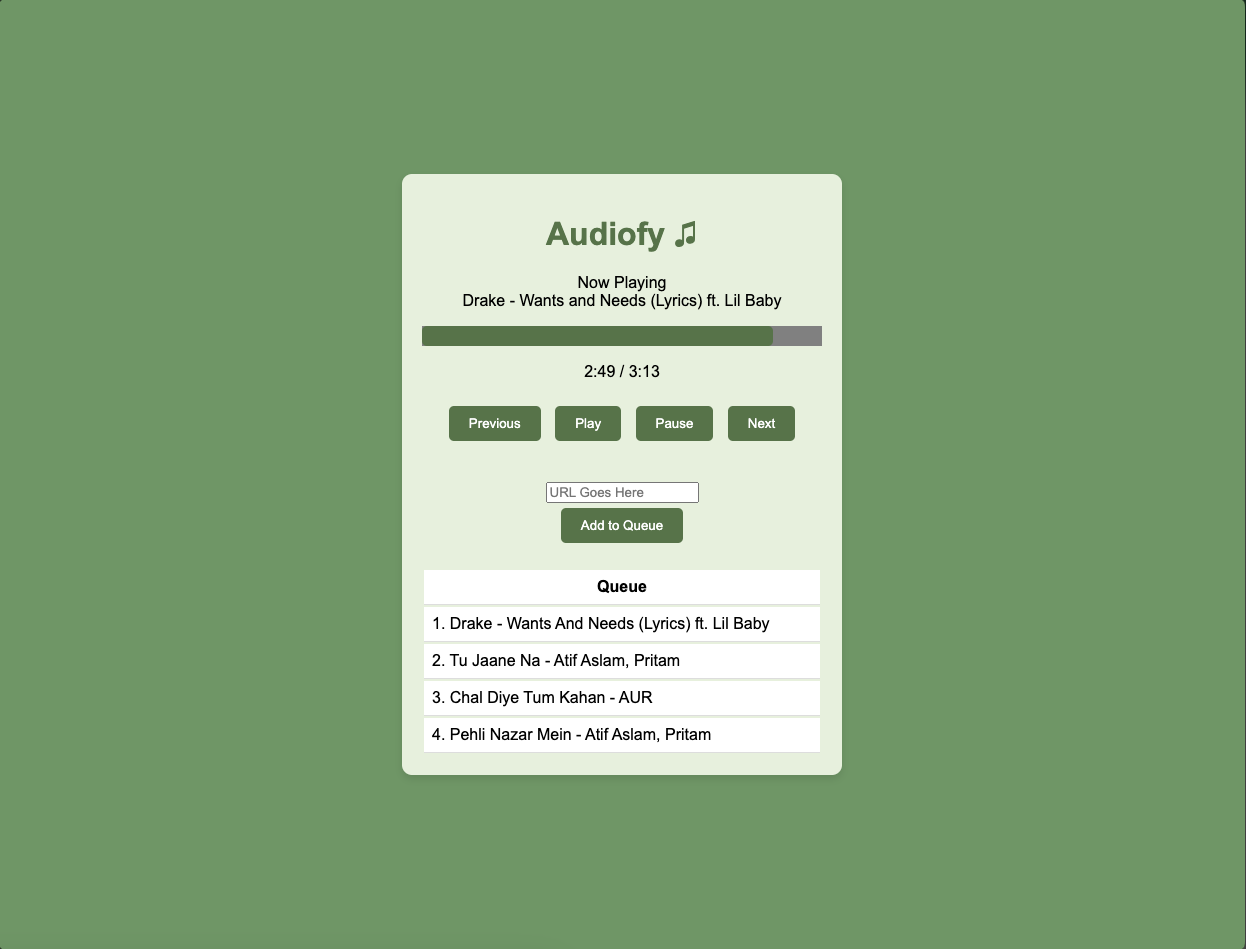 Audiofy ♫
Now Playing
Drake - Wants and Needs (Lyrics) ft. Lil Baby
2:49 / 3:13
Previous Play Pause Next
URL Goes Here
Add to Queue
Queue
1. Drake - Wants And Needs (Lyrics) ft. Lil Baby
2. Tu Jaane Na - Atif Aslam, Pritam
3. Chal Diye Tum Kahan - AUR
4. Pehli Nazar Mein - Atif Aslam, Pritam